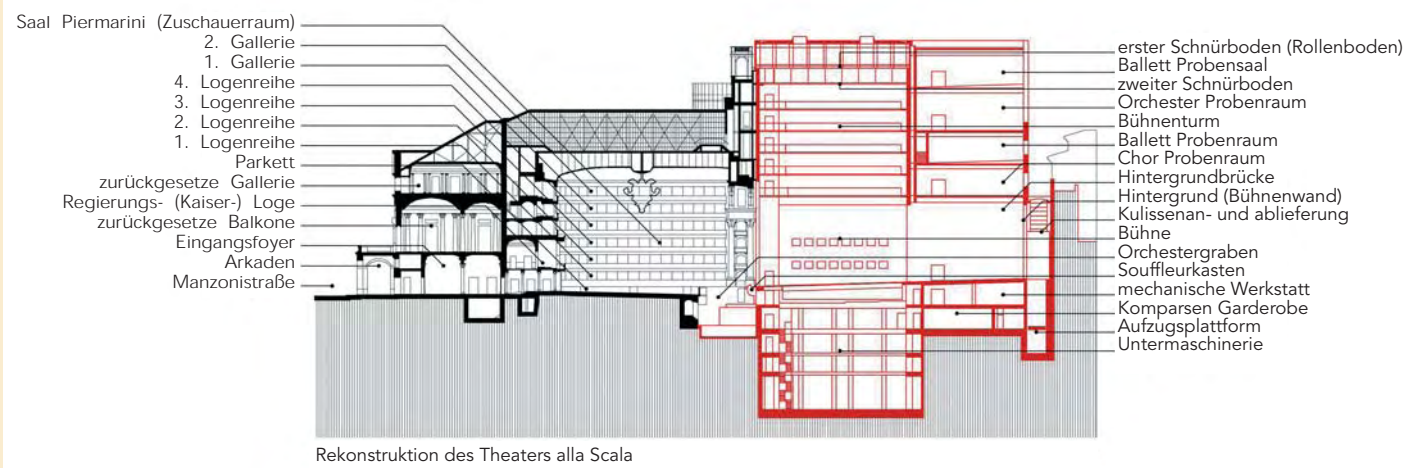 Saal Piermarini (Zuschauerraum)
2. Gallerie
1. Gallerie
4. Logenreihe
3. Logenreihe
2. Logenreihe
1. Logenreihe
Parkett
zurückgesetze Gallerie
Regierungs- (Kaiser-) Loge
zurückgesetze Balkone
Eingangsfoyer
Arkaden
Manzonistraße
erster Schnürboden (Rollenboden)
Ballett Probensaal
zweiter Schnürboden
Orchester Probenraum
Bühnenturm
Ballett Probenraum
Chor Probenraum
Hintergrundbrücke
Hintergrund (Bühnenwand)
Kulissenan- und ablieferung
Bühne
Orchestergraben
Souffleurkasten
mechanische Werkstatt
Komparsen Garderobe
Aufzugsplattform
Untermaschinerie
Rekonstruktion des Theaters alla Scala